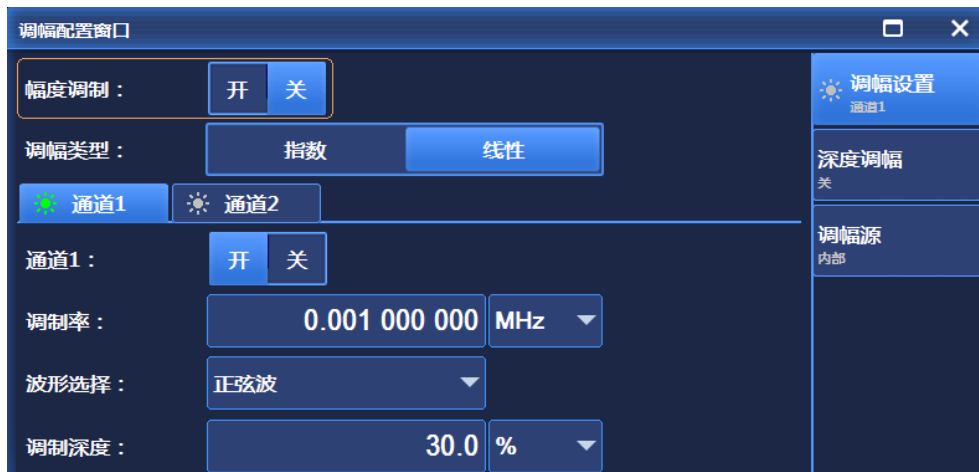 调幅配置窗口
幅度调制： 开 关
调幅类型： 指数 线性
通道1 通道2
通道1： 开 关
调制率： 0.001 000 000 MHz
波形选择： 正弦波
调制深度： 30.0 %
调幅设置
通道1
深度调幅
关
调幅源
内部